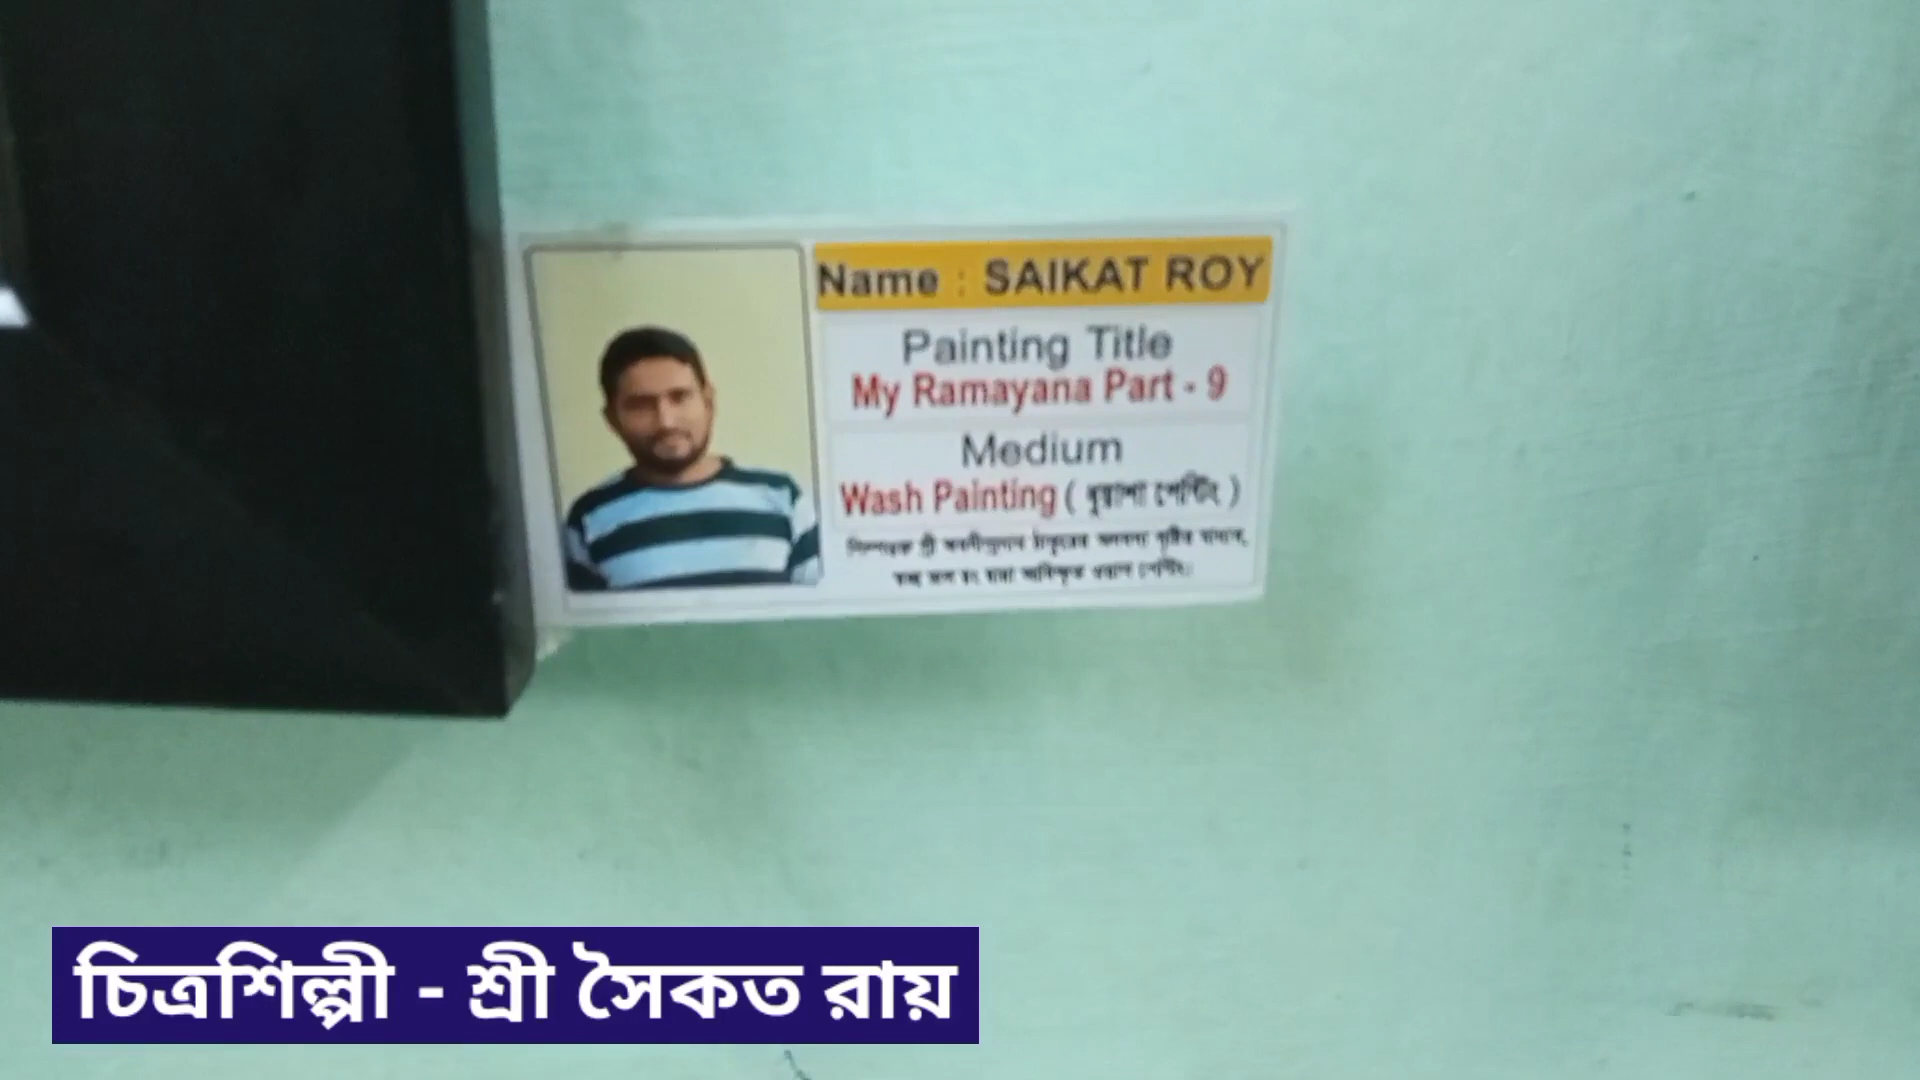 Name : SAIKAT ROY
Painting Title
My Ramayana Part - 9
Medium
Wash Painting ( পেন্টিং )
শ্রী ঠাকুরের
পেন্টিং।
চিত্রশিল্পী - শ্রী সৈকত রায়